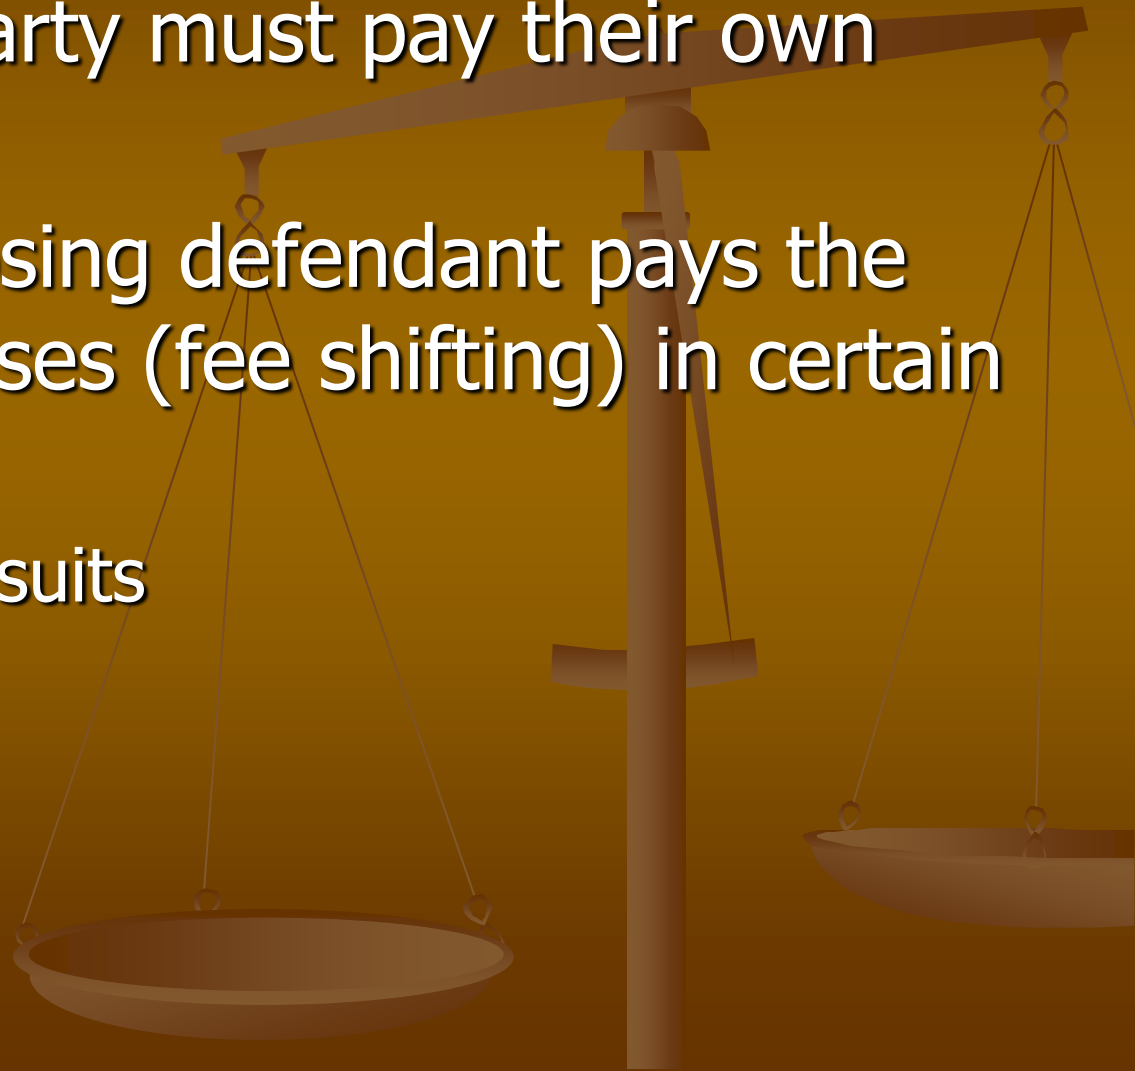 arty must pay their own
sing defendant pays the
ses (fee shifting) in certain
suits